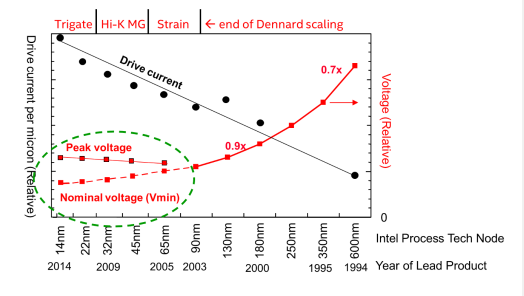 Trigate Hi-K MG Strain ← end of Dennard scaling
Drive current per micron (Relative)
Drive current
0.7x
0.9x
Peak voltage
Nominal voltage (Vmin)
Voltage (Relative)
0
14nm 22nm 32nm 45nm 65nm 90nm 130nm 180nm 250nm 350nm 600nm Intel Process Tech Node
2014 2009 2005 2003 2000 1995 1994 Year of Lead Product